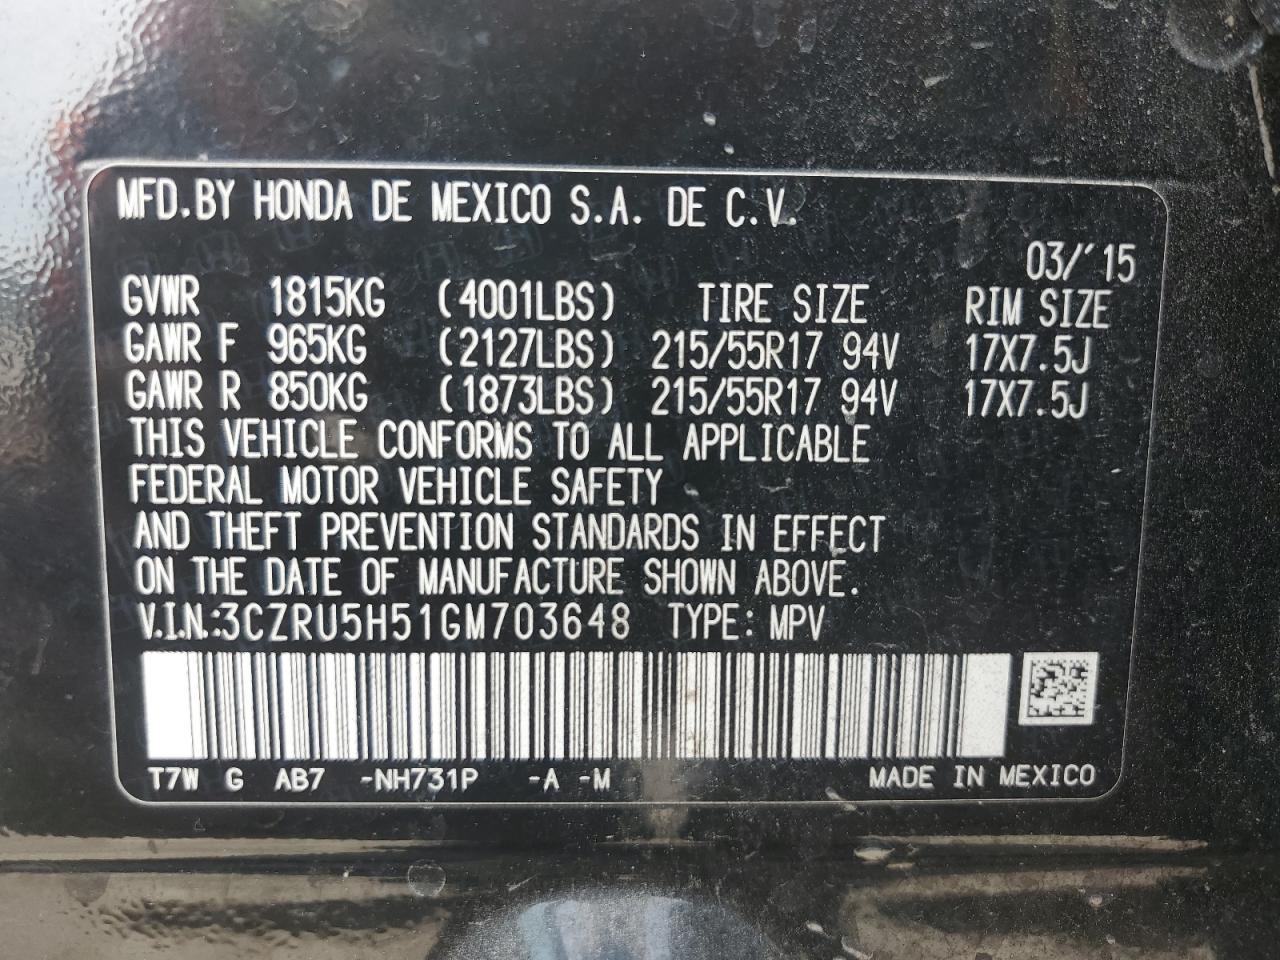 MFD.BY HONDA DE MEXICO S.A. DE C.V.
03/´15
GVWR 1815KG (4001LBS) TIRE SIZE RIM SIZE
GAWR F 965KG (2127LBS) 215/55R17 94V 17X7.5J
GAWR R 850KG (1873LBS) 215/55R17 94V 17X7.5J
THIS VEHICLE CONFORMS TO ALL APPLICABLE
FEDERAL MOTOR VEHICLE SAFETY
AND THEFT PREVENTION STANDARDS IN EFFECT
ON THE DATE OF MANUFACTURE SHOWN ABOVE.
V.I.N.:3CZRU5H51GM703648 TYPE: MPV
T7W G AB7 -NH731P -A -M MADE IN MEXICO